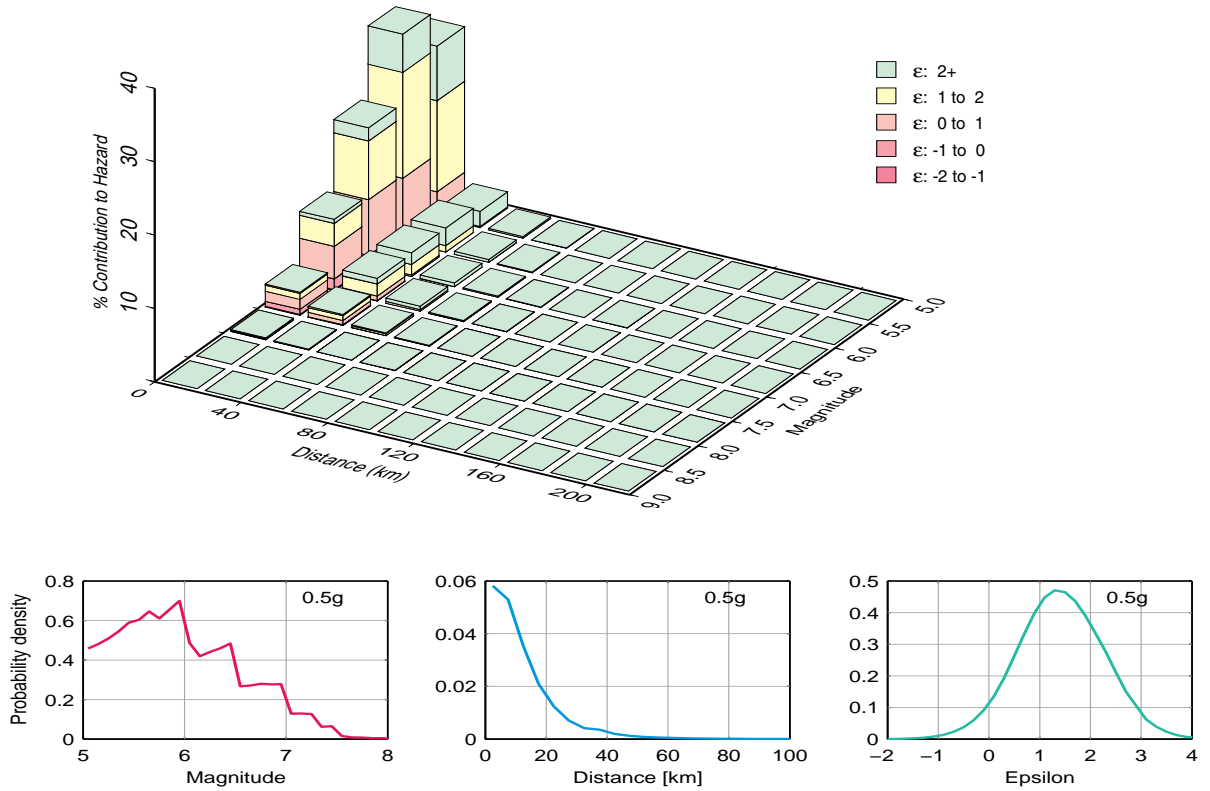 ε: 2+
ε: 1 to 2
ε: 0 to 1
ε: -1 to 0
ε: -2 to -1
% Contribution to Hazard
40
30
20
10
0
40
80
120
160
200
Distance (km)
5.0
5.5
6.0
6.5
7.0
7.5
8.0
8.5
9.0
Magnitude
Probability density
0.8
0.6
0.4
0.2
0
0.5g
5 6 7 8
Magnitude
0.06
0.04
0.02
0
0.5g
0 20 40 60 80 100
Distance [km]
0.5
0.4
0.3
0.2
0.1
0
0.5g
−2 −1 0 1 2 3 4
Epsilon